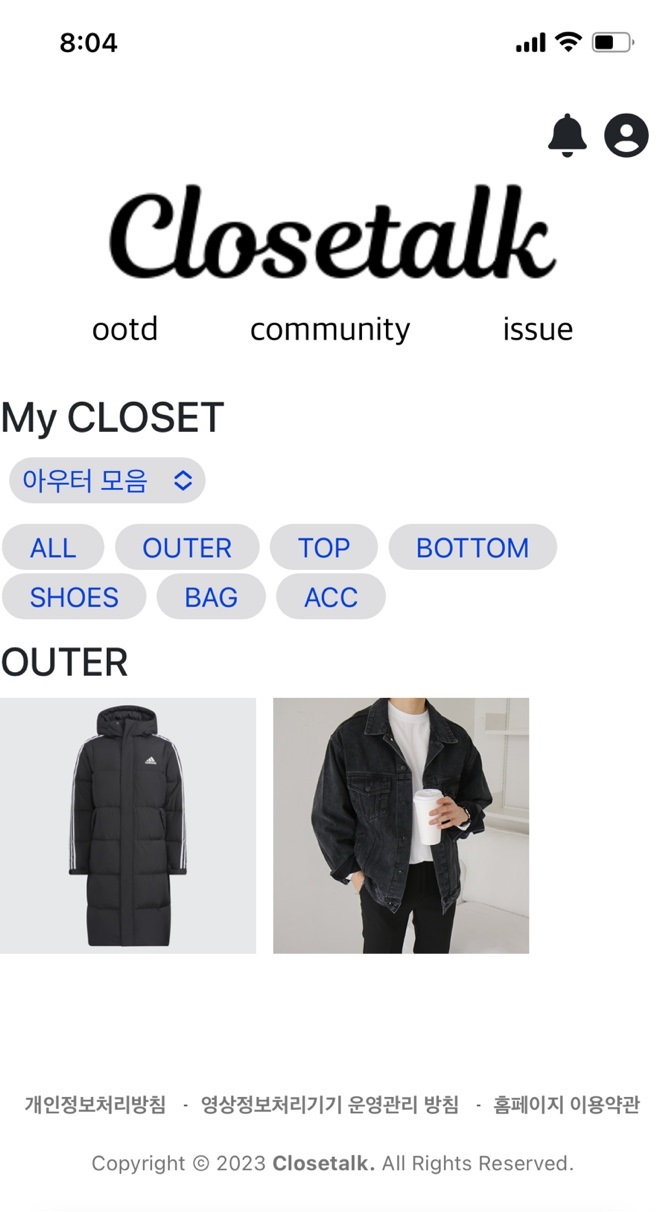 8:04
Closetalk
ootd community issue
My CLOSET
아우터 모음
ALL OUTER TOP BOTTOM
SHOES BAG ACC
OUTER
개인정보처리방침 - 영상정보처리기기 운영관리 방침 - 홈페이지 이용약관
Copyright © 2023 Closetalk. All Rights Reserved.